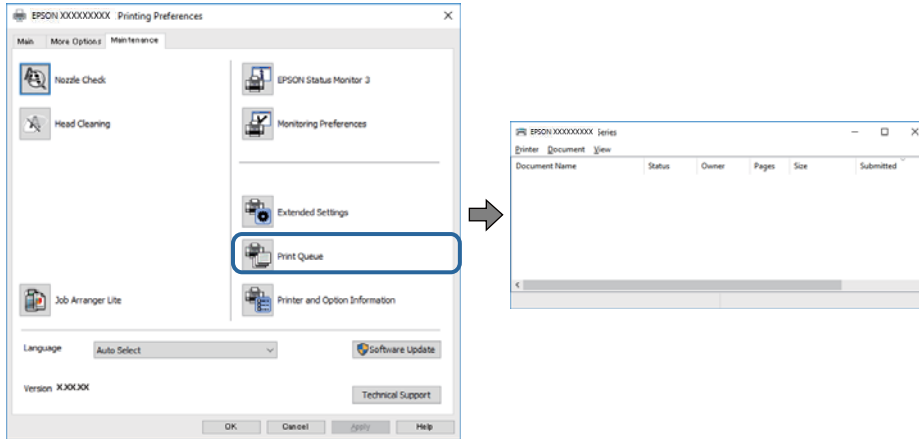 EPSON XXXXXXXXX Printing Preferences
Main More Options Maintenance
Nozzle Check
EPSON Status Monitor 3
Head Cleaning
Monitoring Preferences
Extended Settings
Print Queue
Job Arranger Lite
Printer and Option Information
Language Auto Select
Software Update
Version X.XX.XX
Technical Support
OK Cancel Apply Help
EPSON XXXXXXXXX Series
Printer Document View
Document Name Status Owner Pages Size Submitted